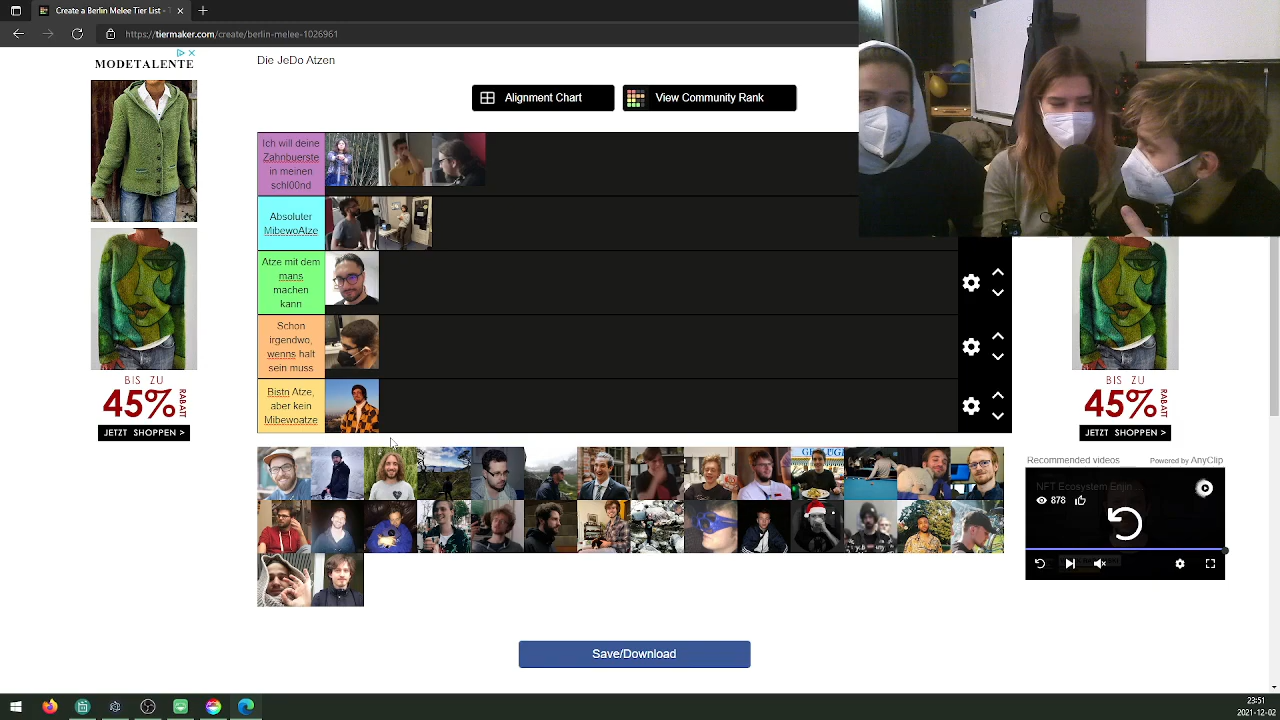 Create a Berlin Melee Tier List - T
https://tiermaker.com/create/berlin-melee-1026961
MODETALENTE
BIS ZU
45%
RABATT
JETZT SHOPPEN >
Die JeDo Atzen
Alignment Chart
View Community Rank
Ich will deine
Zahnbuerste
in meinen
schl00nd
Absoluter
MibewoAtze
Atze mit dem
mans
machen
kann
Schon
irgendwo,
wenns halt
sein muss
Bistn Atze,
aber kein
Mibewoatze
Save/Download
BIS ZU
45%
RABATT
JETZT SHOPPEN >
Recommended videos
Powered by AnyClip
NFT Ecosystem Enjin ...
878
23:51
2021-12-02